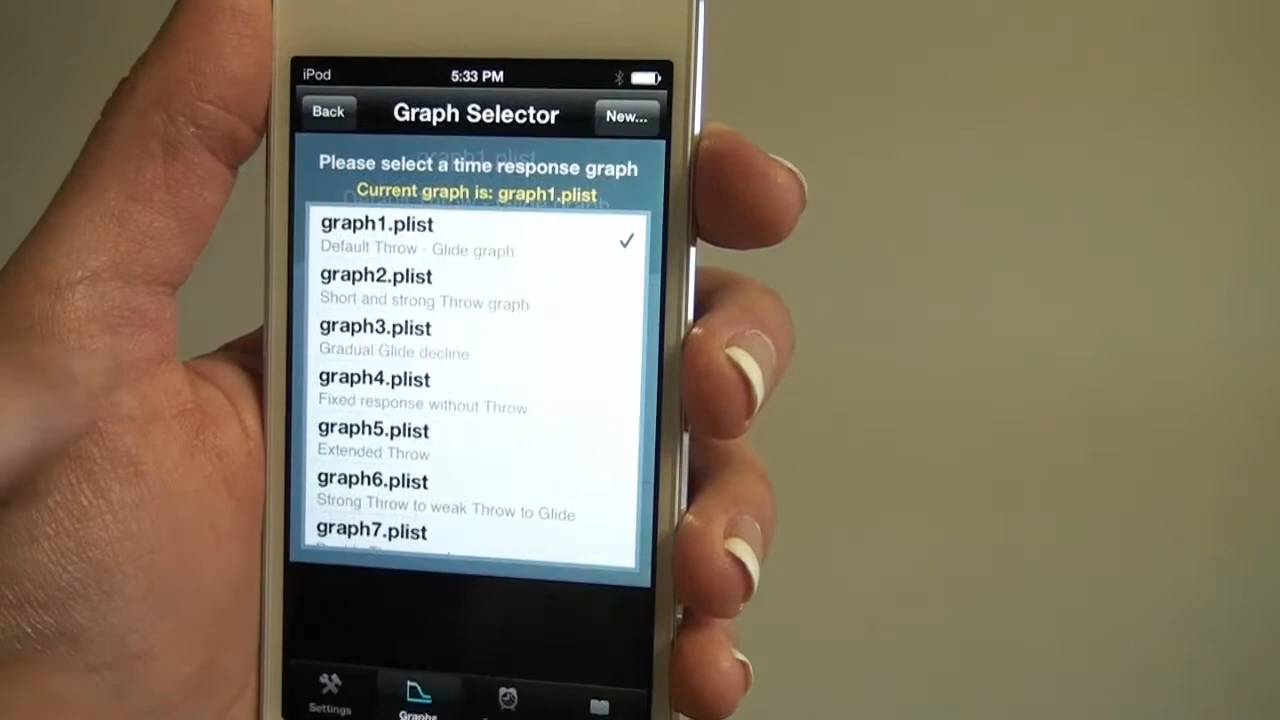 iPod 5:33 PM
Back Graph Selector New...
Please select a time response graph
Current graph is: graph1.plist
graph1.plist
Default Throw - Glide graph
graph2.plist
Short and strong Throw graph
graph3.plist
Gradual Glide decline
graph4.plist
Fixed response without Throw
graph5.plist
Extended Throw
graph6.plist
Strong Throw to weak Throw to Glide
graph7.plist
Settings Graphs